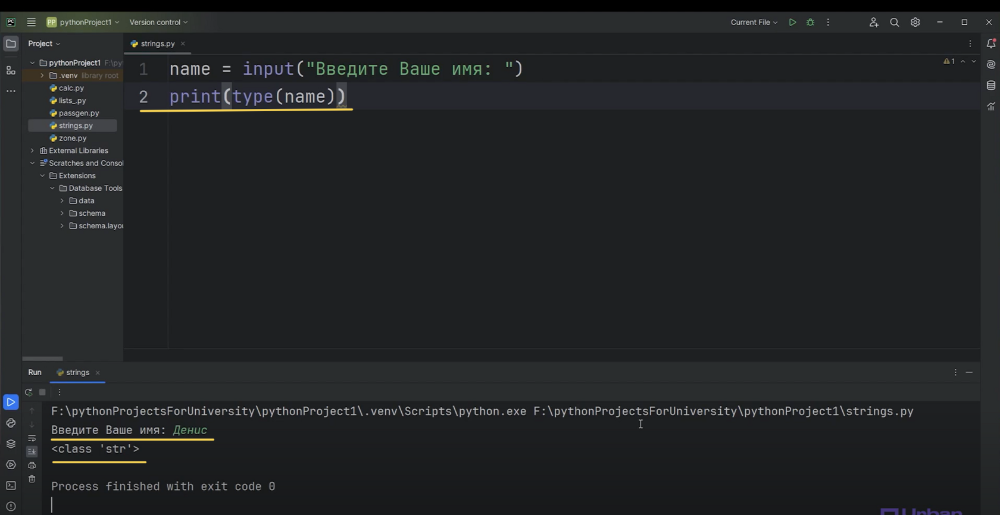 PC
PP pythonProject1
Version control
Current File
Project
strings.py
pythonProject1 F:\py
.venv library root
calc.py
lists_.py
passgen.py
strings.py
zone.py
External Libraries
Scratches and Consol
Extensions
Database Tools
data
schema
schema.layou
1 name = input("Введите Ваше имя: ")
2 print(type(name))
1
Run
strings
F:\pythonProjectsForUniversity\pythonProject1\.venv\Scripts\python.exe F:\pythonProjectsForUniversity\pythonProject1\strings.py
Введите Ваше имя: Денис
<class 'str'>
Process finished with exit code 0
Urban